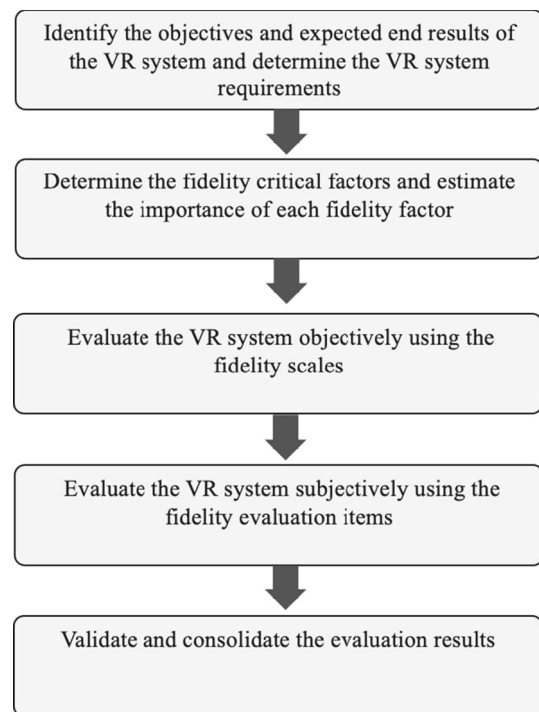 Identify the objectives and expected end results of
the VR system and determine the VR system
requirements
Determine the fidelity critical factors and estimate
the importance of each fidelity factor
Evaluate the VR system objectively using the
fidelity scales
Evaluate the VR system subjectively using the
fidelity evaluation items
Validate and consolidate the evaluation results